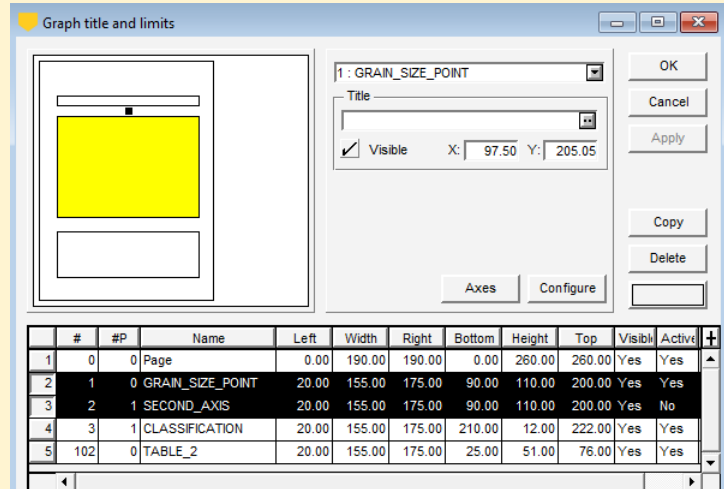 Graph title and limits
1 : GRAIN_SIZE_POINT
OK
Title
Cancel
Visible X: 97.50 Y: 205.05
Apply
Copy
Delete
Axes Configure
# #P Name Left Width Right Bottom Height Top Visibl Active +
1 0 0 Page 0.00 190.00 190.00 0.00 260.00 260.00 Yes Yes
2 1 0 GRAIN_SIZE_POINT 20.00 155.00 175.00 90.00 110.00 200.00 Yes Yes
3 2 1 SECOND_AXIS 20.00 155.00 175.00 90.00 110.00 200.00 Yes No
4 3 1 CLASSIFICATION 20.00 155.00 175.00 210.00 12.00 222.00 Yes Yes
5 102 0 TABLE_2 20.00 155.00 175.00 25.00 51.00 76.00 Yes Yes